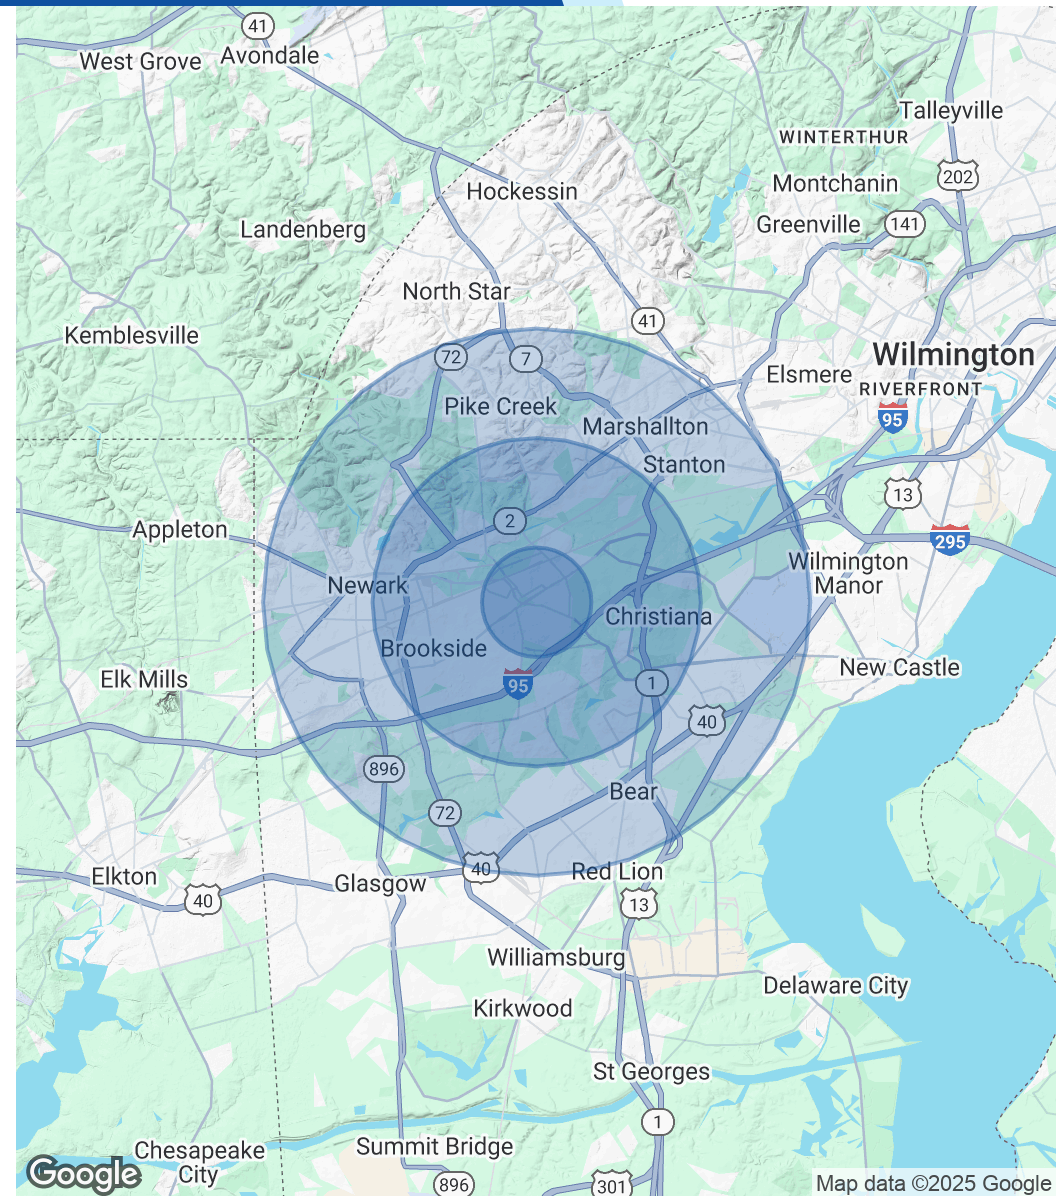 41
West Grove
Avondale
Talleyville
WINTERTHUR
202
Hockessin
Montchanin
Greenville
141
Landenberg
North Star
41
Kemblesville
Wilmington
72
7
Elsmere
RIVERFRONT
Pike Creek
95
Marshallton
Stanton
13
2
Appleton
295
Wilmington
Manor
Newark
Christiana
Brookside
New Castle
Elk Mills
95
1
40
896
Bear
72
40
Red Lion
Elkton
Glasgow
40
13
Williamsburg
Delaware City
Kirkwood
St Georges
1
Chesapeake
City
Summit Bridge
896
301
Google
Map data ©2025 Google